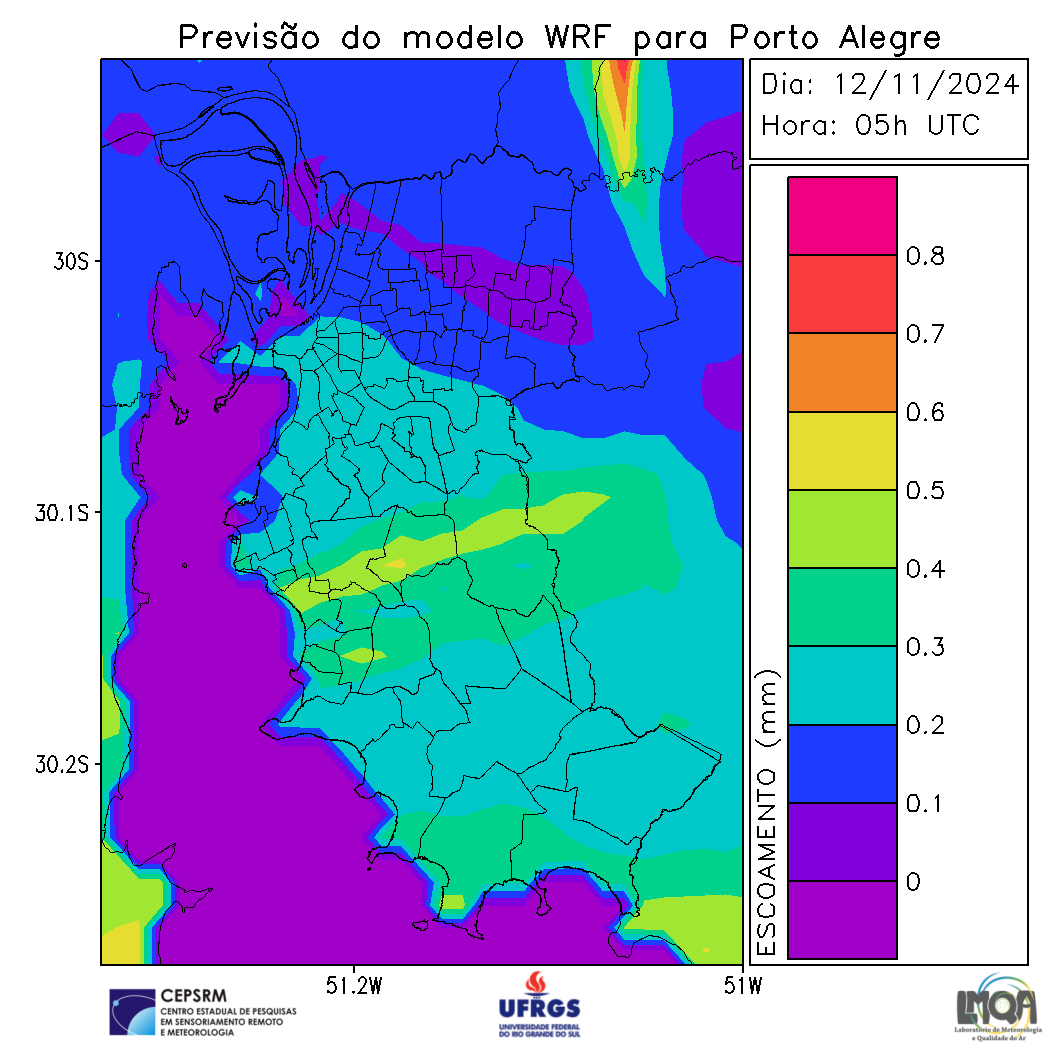 Previsão do modelo WRF para Porto Alegre
Dia: 12/11/2024
Hora: 05h UTC
30S
30.1S
30.2S
51.2W
51W
0.8
0.7
0.6
0.5
0.4
0.3
0.2
0.1
0
ESCOAMENTO (mm)
CEPSRM
CENTRO ESTADUAL DE PESQUISAS
EM SENSORIAMENTO REMOTO
E METEOROLOGIA
UFRGS
UNIVERSIDADE FEDERAL
DO RIO GRANDE DO SUL
LMQA
Laboratório de Meteorologia
e Qualidade do Ar